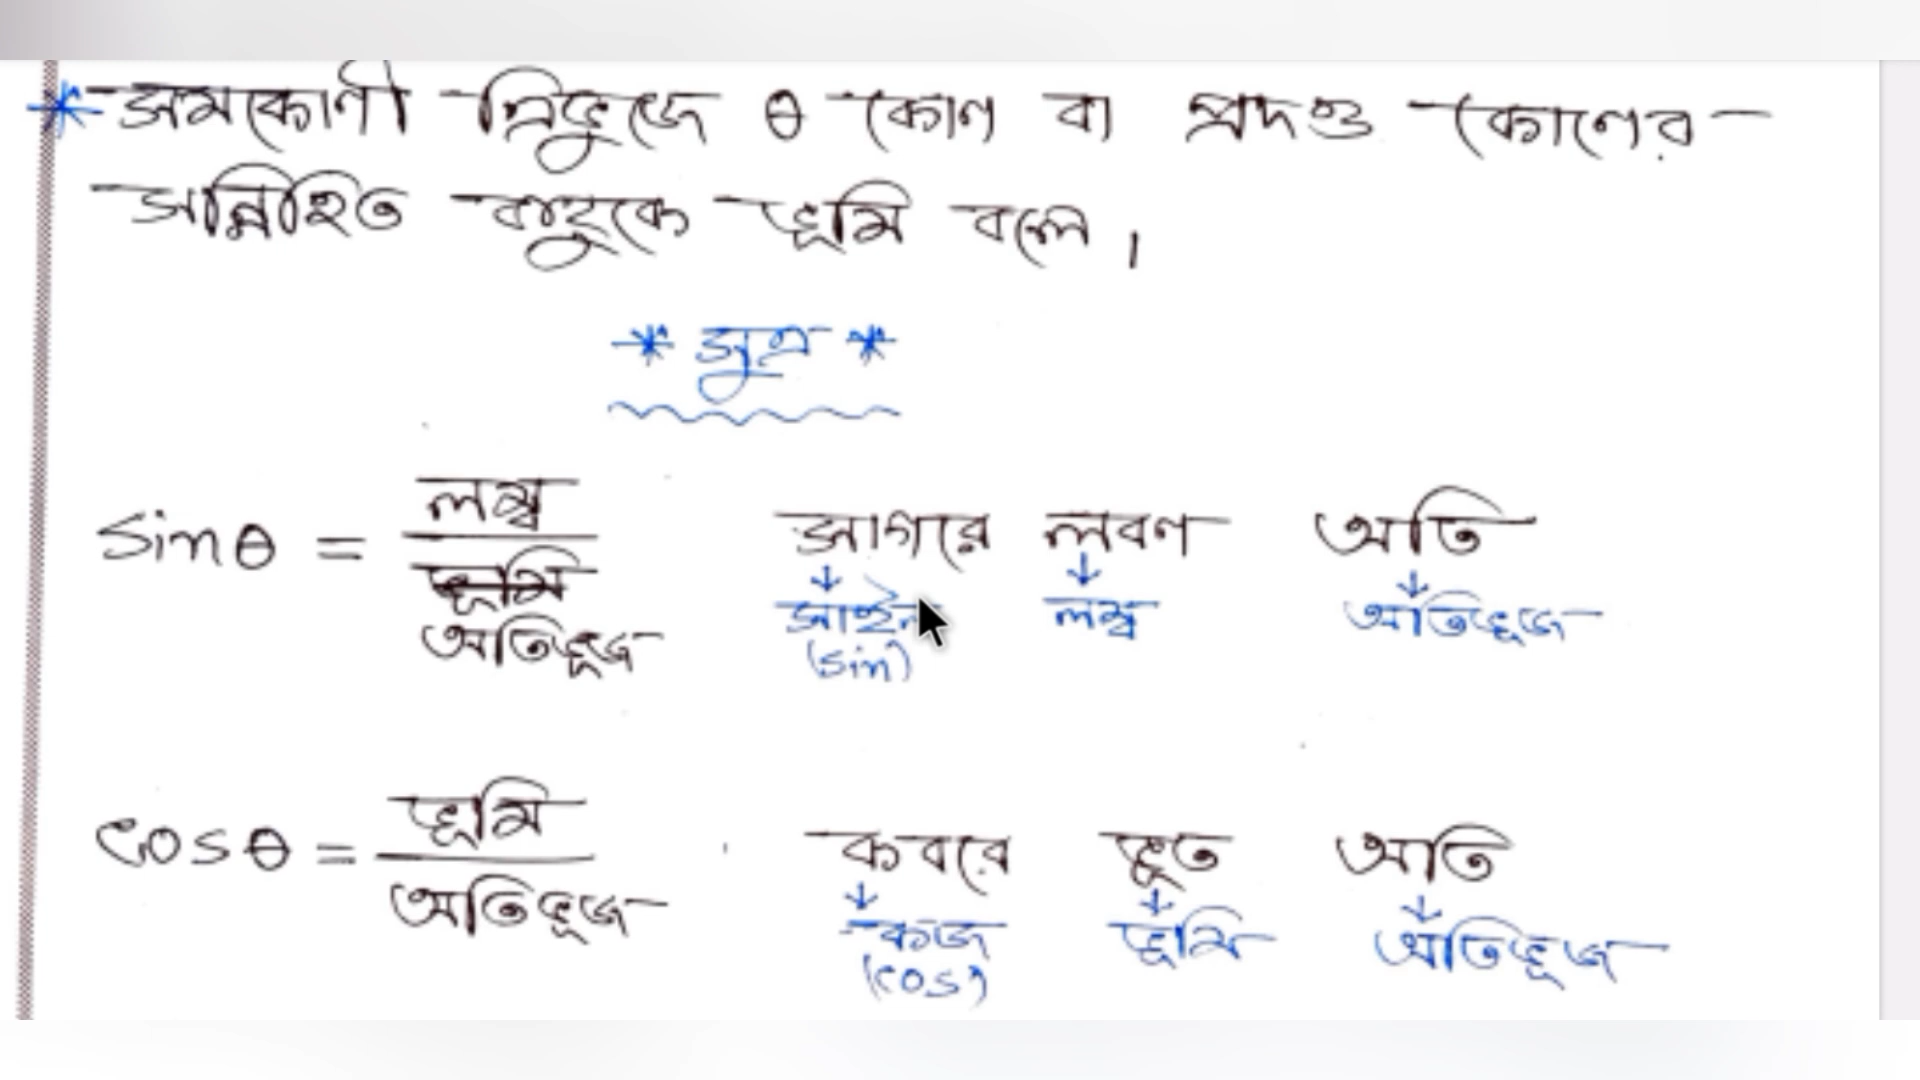 * সমকোণী ত্রিভুজে θ কোণ বা প্রদত্ত কোণের
সন্নিহিত বাহুকে ভূমি বলে।
* সুত্র *
sinθ = লম্ব / ভূমি অতিভূজ
সাগরে লবণ অতি
↓ ↓ ↓
সাইন লম্ব অতিভূজ
(sin)
cosθ = ভূমি / অতিভূজ
কবরে ভূত অতি
↓ ↓ ↓
কজ ভূমি অতিভূজ
(cos)